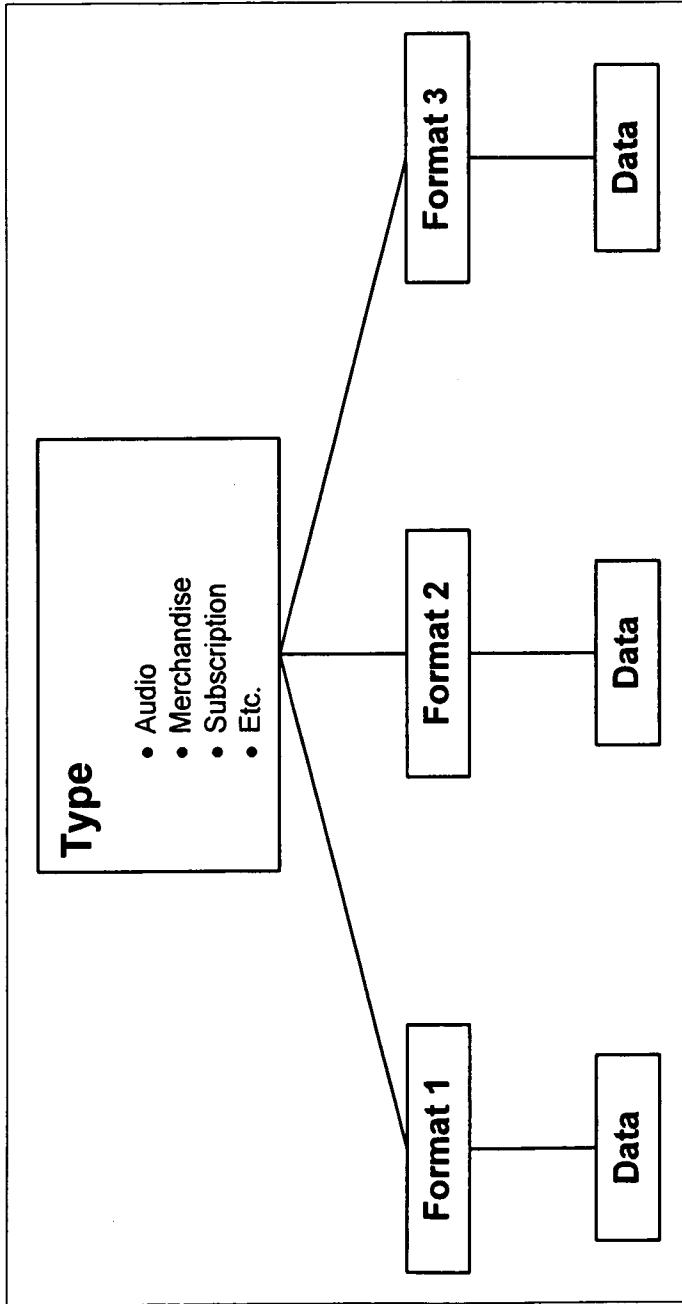 Type
• Audio
• Merchandise
• Subscription
• Etc.
Format 1
Format 2
Format 3
Data
Data
Data